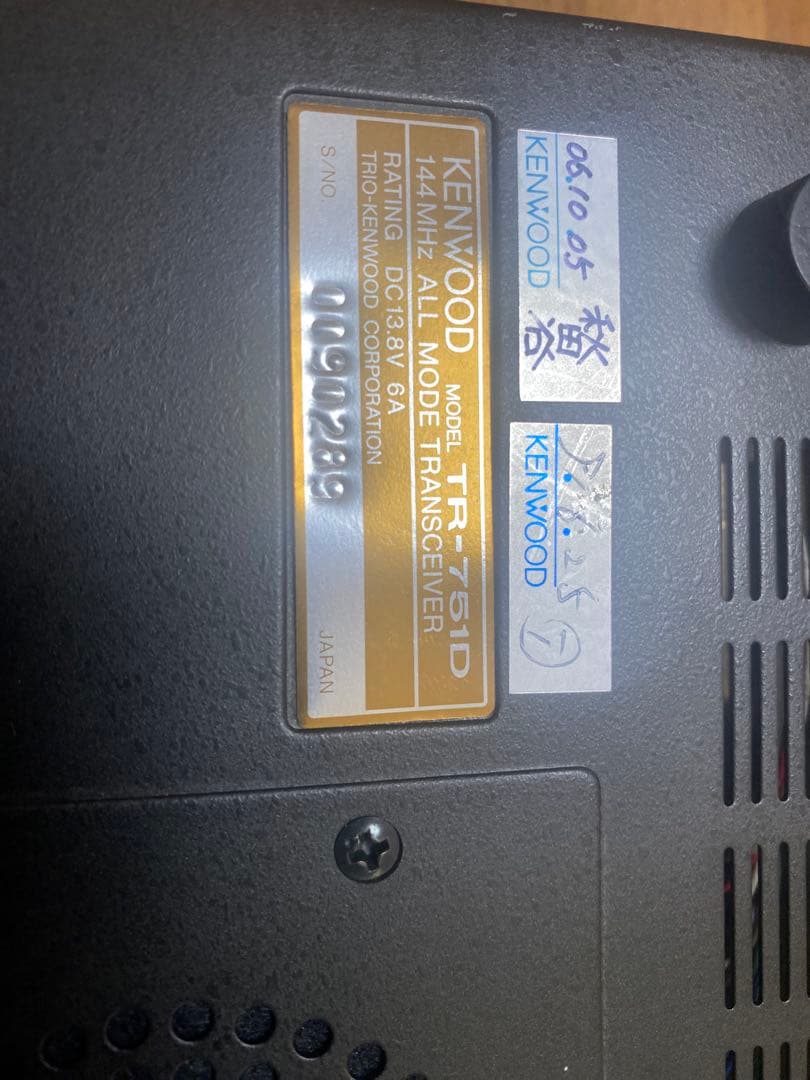 06.10.05
KENWOOD
KENWOOD
KENWOOD MODEL TR-751D
144MHz ALL MODE TRANSCEIVER
RATING DC13.8V 6A
TRIO-KENWOOD CORPORATION
S/NO 0090289 JAPAN